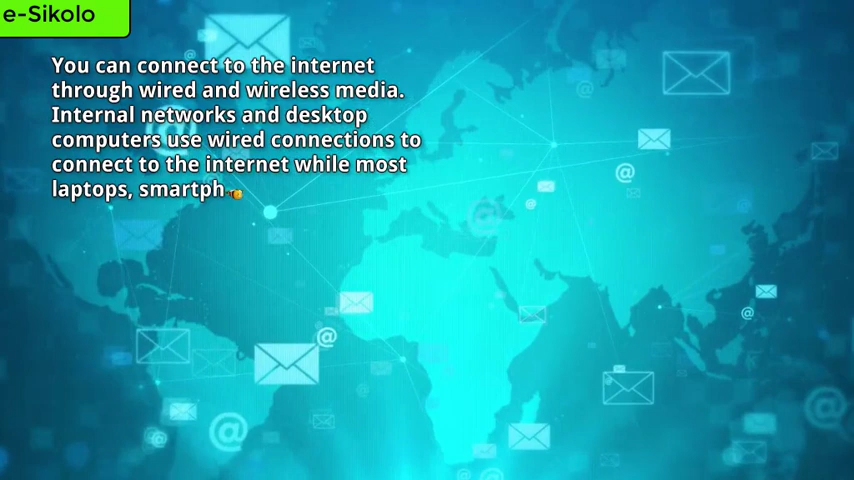 e-Sikolo
You can connect to the internet
through wired and wireless media.
Internal networks and desktop
computers use wired connections to
connect to the internet while most
laptops, smartph